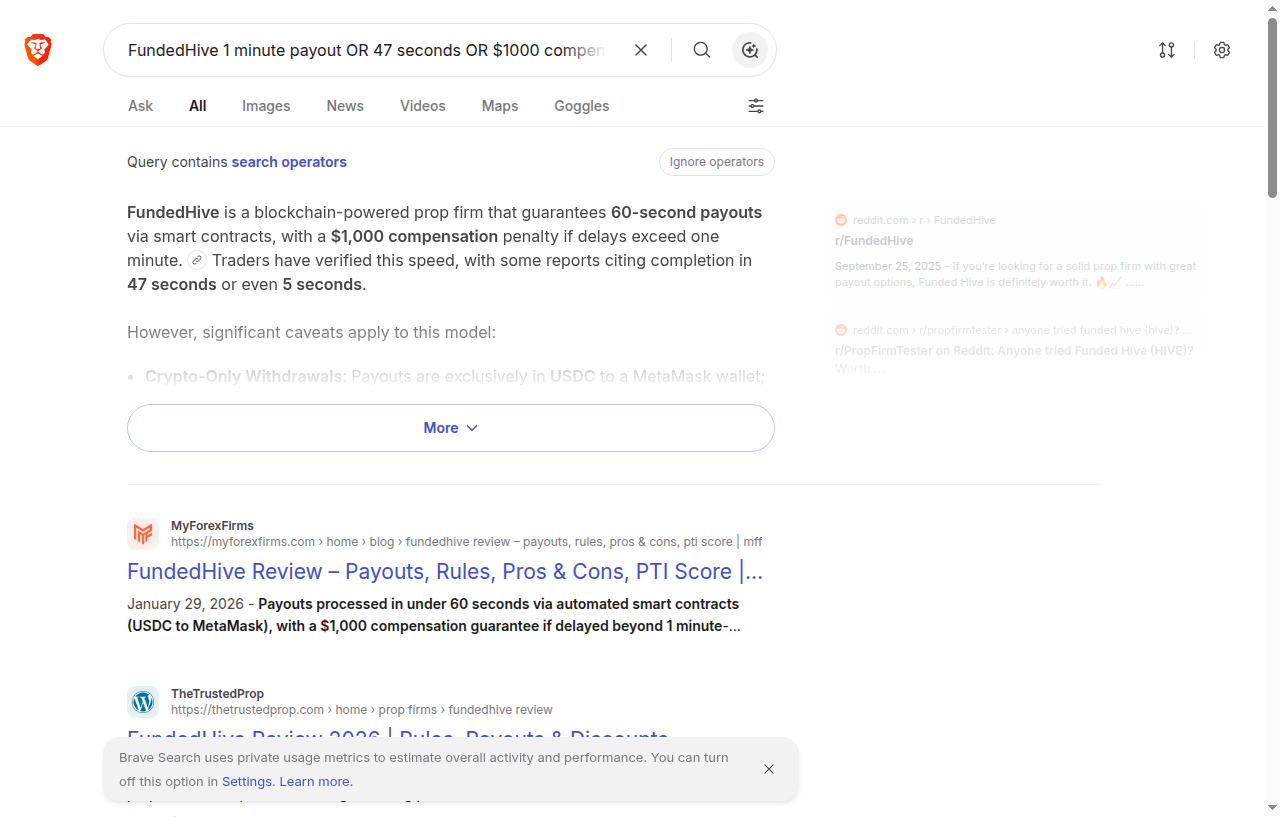 FundedHive 1 minute payout OR 47 seconds OR $1000 compen
Ask
All
Images
News
Videos
Maps
Goggles
Query contains search operators
Ignore operators
FundedHive is a blockchain-powered prop firm that guarantees 60-second payouts
via smart contracts, with a $1,000 compensation penalty if delays exceed one
minute. Traders have verified this speed, with some reports citing completion in
47 seconds or even 5 seconds.
However, significant caveats apply to this model:
• Crypto-Only Withdrawals: Payouts are exclusively in USDC to a MetaMask wallet;
More
reddit.com › r › FundedHive
r/FundedHIve
September 25, 2025 - If you're looking for a solid prop firm with great
payout options, Funded Hive is definitely worth it. 🔥📈 ......
reddit.com › r/propfirmtester › anyone tried funded hive (hive)? ...
r/PropFirmTester on Reddit: Anyone tried Funded Hive (HIVE)?
Worth ...
MyForexFirms
https://myforexfirms.com › home › blog › fundedhive review – payouts, rules, pros & cons, pti score | mff
FundedHive Review – Payouts, Rules, Pros & Cons, PTI Score |...
January 29, 2026 - Payouts processed in under 60 seconds via automated smart contracts
(USDC to MetaMask), with a $1,000 compensation guarantee if delayed beyond 1 minute-...
TheTrustedProp
https://thetrustedprop.com › home › prop firms › fundedhive review
FundedHive Review 2026 | Rules, Payouts & Discounts
Brave Search uses private usage metrics to estimate overall activity and performance. You can turn
off this option in Settings. Learn more.